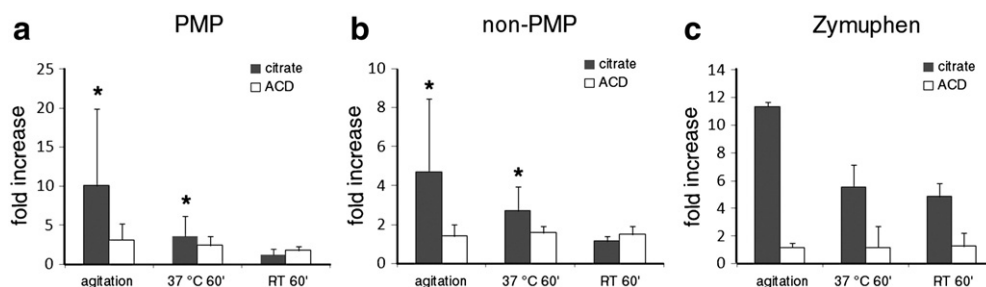 a PMP
fold increase
25
20
15
10
5
0
citrate
ACD
*
*
agitation 37 °C 60' RT 60'
b non-PMP
fold increase
10
8
6
4
2
0
citrate
ACD
*
*
agitation 37 °C 60' RT 60'
c Zymuphen
fold increase
14
12
10
8
6
4
2
0
citrate
ACD
agitation 37 °C 60' RT 60'